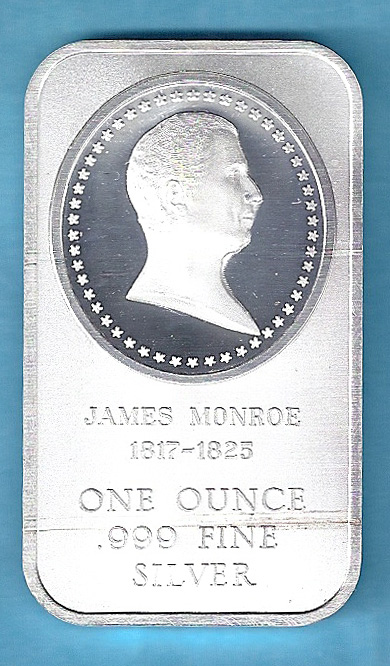 JAMES MONROE
1817-1825
ONE OUNCE
.999 FINE
SILVER